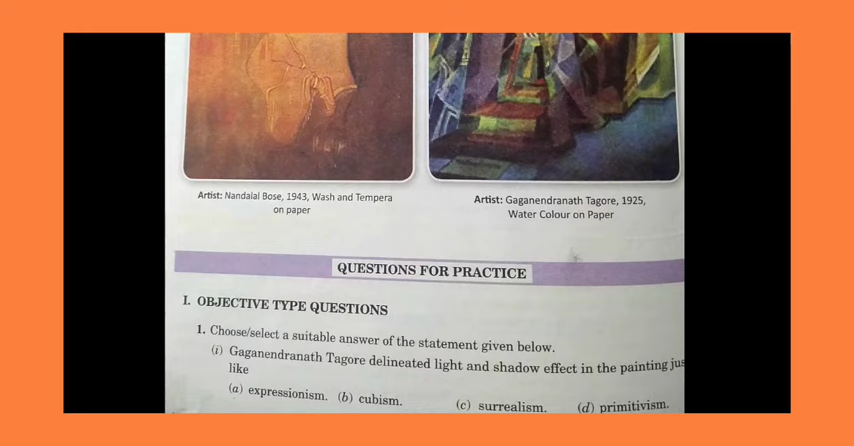 Artist: Nandalal Bose, 1943, Wash and Tempera
on paper
Artist: Gaganendranath Tagore, 1925,
Water Colour on Paper
QUESTIONS FOR PRACTICE
I. OBJECTIVE TYPE QUESTIONS
1. Choose/select a suitable answer of the statement given below.
(i) Gaganendranath Tagore delineated light and shadow effect in the painting jus
like
(a) expressionism. (b) cubism. (c) surrealism. (d) primitivism.